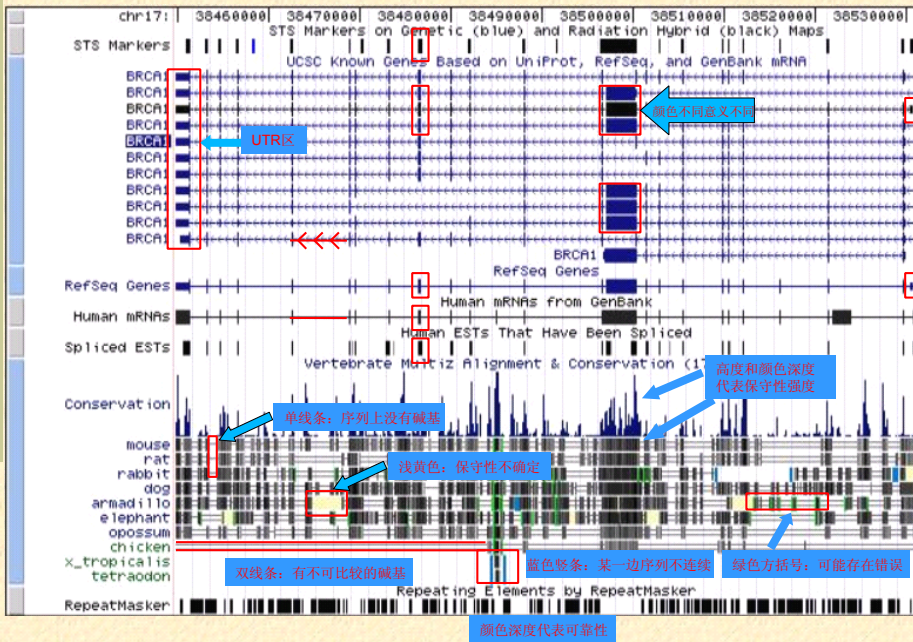 chr17: 38460000 38470000 38480000 38490000 38500000 38510000 38520000 38530000
STS Markers on Genetic (blue) and Radiation Hybrid (black) Maps
STS Markers
UCSC Known Genes Based on UniProt, RefSeq, and GenBank mRNA
BRCA1
BRCA1
BRCA1 颜色不同意义不同
BRCA1
BRCA1 UTR区
BRCA1
BRCA1
BRCA1
BRCA1
BRCA1
BRCA1
BRCA1
RefSeq Genes
RefSeq Genes
Human mRNAs from GenBank
Human mRNAs
Human ESTs That Have Been Spliced
Spliced ESTs
Vertebrate Multiz Alignment & Conservation (17
高度和颜色深度
代表保守性强度
Conservation
单线条：序列上没有碱基
mouse
rat
浅黄色：保守性不确定
rabbit
dog
armadillo
elephant
opossum
chicken
x_tropicalis
tetraodon
双线条：有不可比较的碱基
蓝色竖条：某一边序列不连续
绿色方括号：可能存在错误
Repeating Elements by RepeatMasker
RepeatMasker
颜色深度代表可靠性